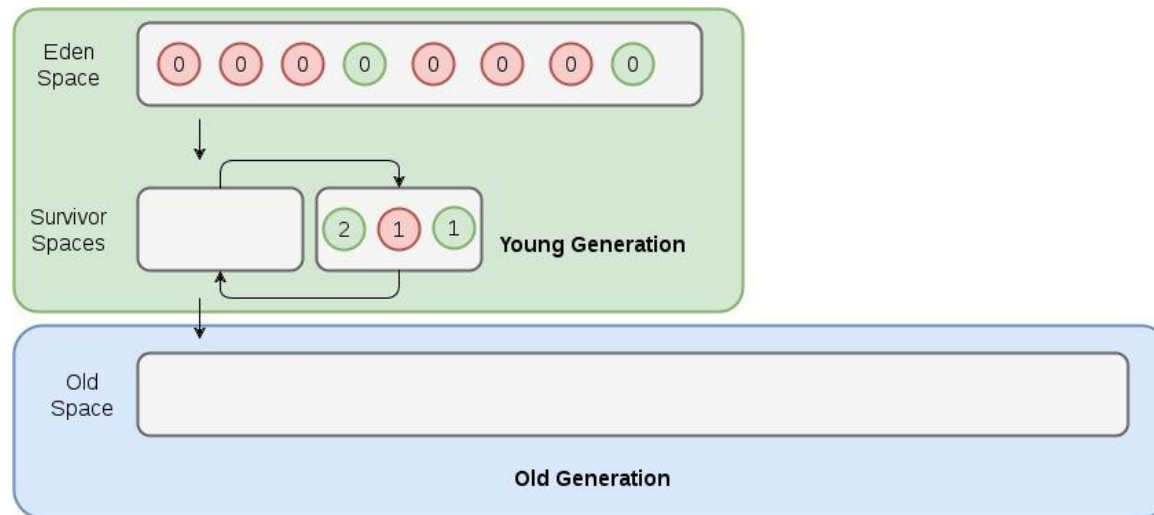 Eden
Space
0 0 0 0 0 0 0 0
Survivor
Spaces
2 1 1
Young Generation
Old
Space
Old Generation